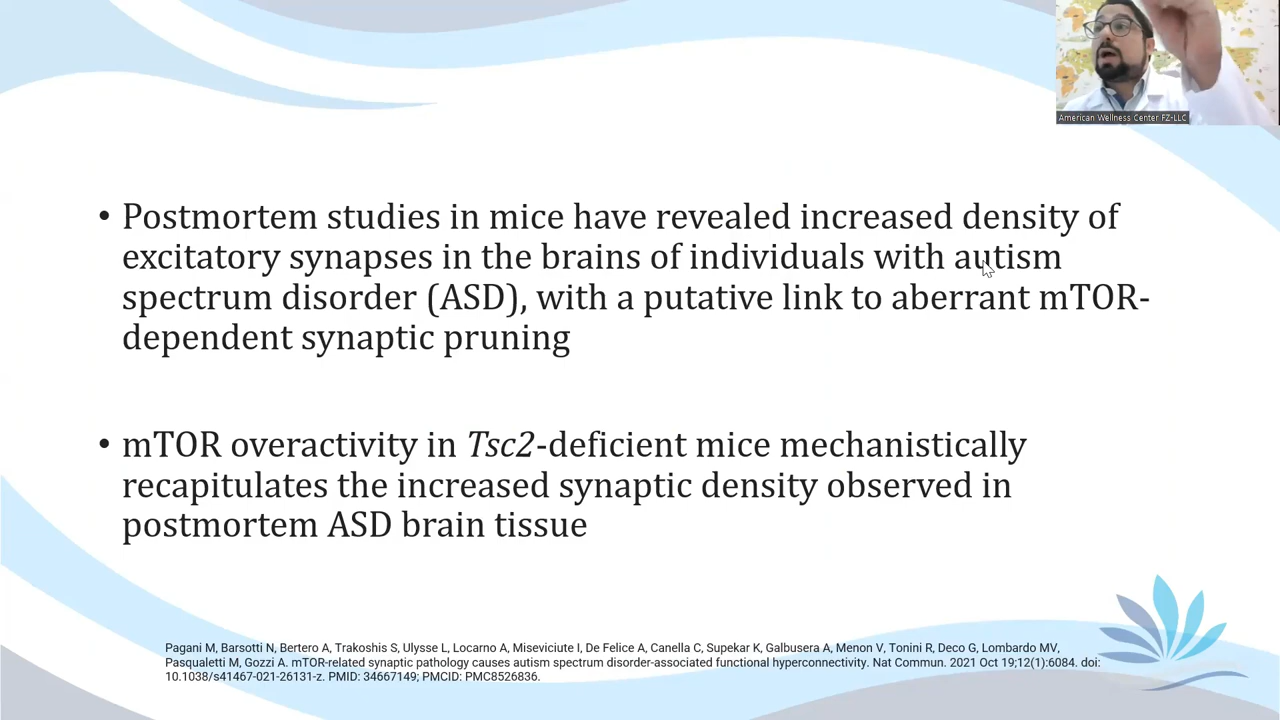 American Wellness Center FZ-LLC
• Postmortem studies in mice have revealed increased density of
excitatory synapses in the brains of individuals with autism
spectrum disorder (ASD), with a putative link to aberrant mTOR-
dependent synaptic pruning
• mTOR overactivity in Tsc2-deficient mice mechanistically
recapitulates the increased synaptic density observed in
postmortem ASD brain tissue
Pagani M, Barsotti N, Bertero A, Trakoshis S, Ulysse L, Locarno A, Miseviciute I, De Felice A, Canella C, Supekar K, Galbusera A, Menon V, Tonini R, Deco G, Lombardo MV,
Pasqualetti M, Gozzi A. mTOR-related synaptic pathology causes autism spectrum disorder-associated functional hyperconnectivity. Nat Commun. 2021 Oct 19;12(1):6084. doi:
10.1038/s41467-021-26131-z. PMID: 34667149; PMCID: PMC8526836.